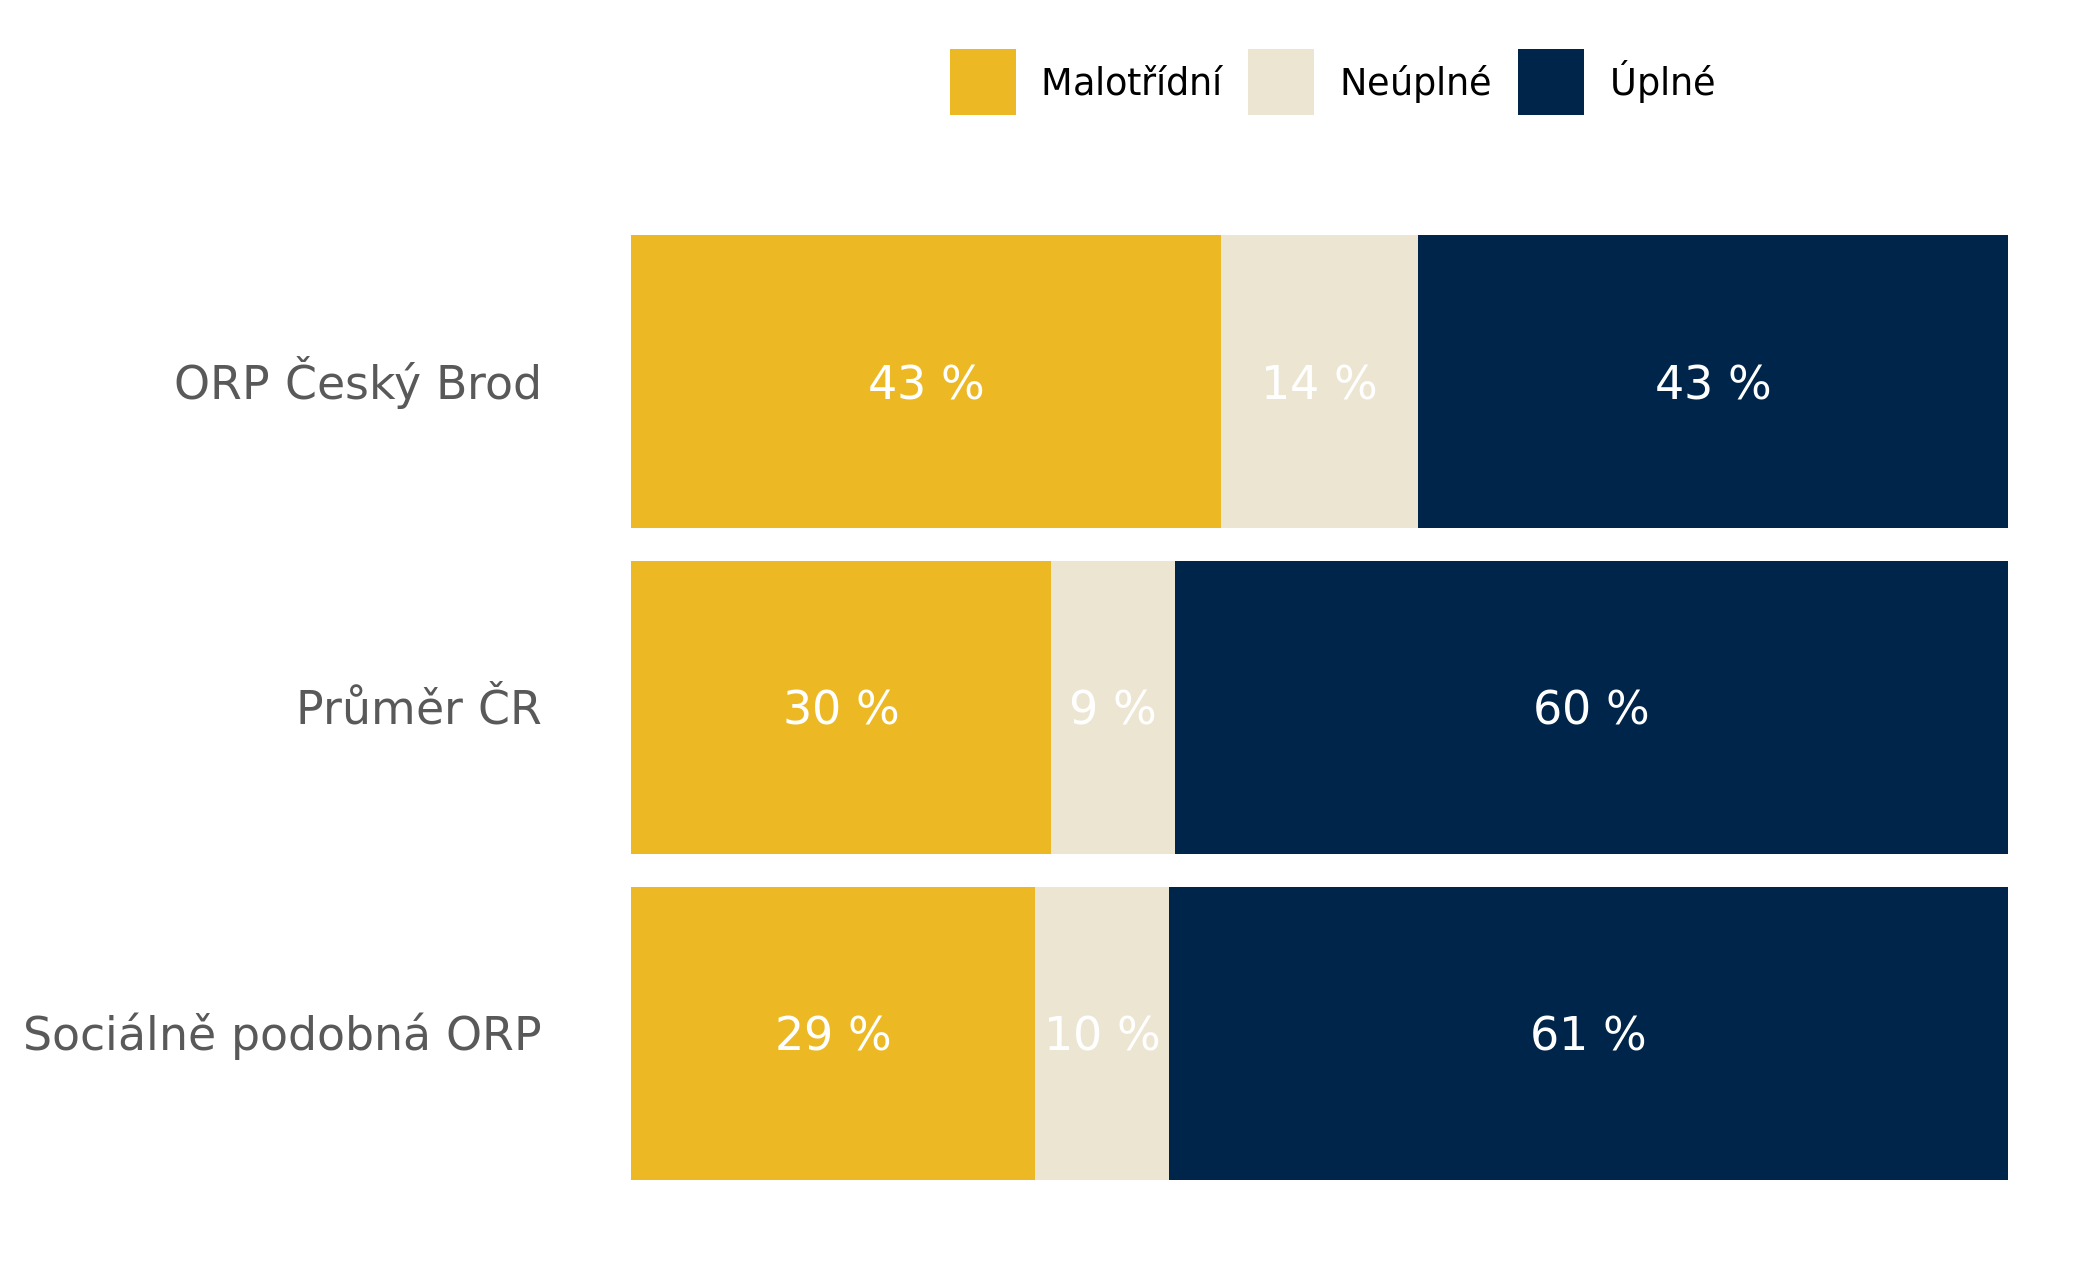 Malotřídní Neúplné Úplné
ORP Český Brod 43 % 14 % 43 %
Průměr ČR 30 % 9 % 60 %
Sociálně podobná ORP 29 % 10 % 61 %